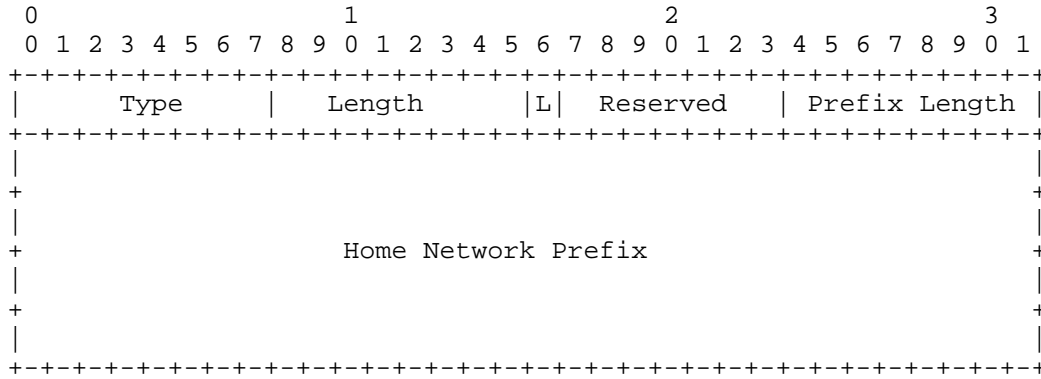 0                   1                   2                   3
 0 1 2 3 4 5 6 7 8 9 0 1 2 3 4 5 6 7 8 9 0 1 2 3 4 5 6 7 8 9 0 1
+-+-+-+-+-+-+-+-+-+-+-+-+-+-+-+-+-+-+-+-+-+-+-+-+-+-+-+-+-+-+-+-+
|      Type     |   Length      |L|  Reserved   | Prefix Length |
+-+-+-+-+-+-+-+-+-+-+-+-+-+-+-+-+-+-+-+-+-+-+-+-+-+-+-+-+-+-+-+-+
|                                                               |
+                                                               +
|                                                               |
+                    Home Network Prefix                        +
|                                                               |
+                                                               +
|                                                               |
+-+-+-+-+-+-+-+-+-+-+-+-+-+-+-+-+-+-+-+-+-+-+-+-+-+-+-+-+-+-+-+-+